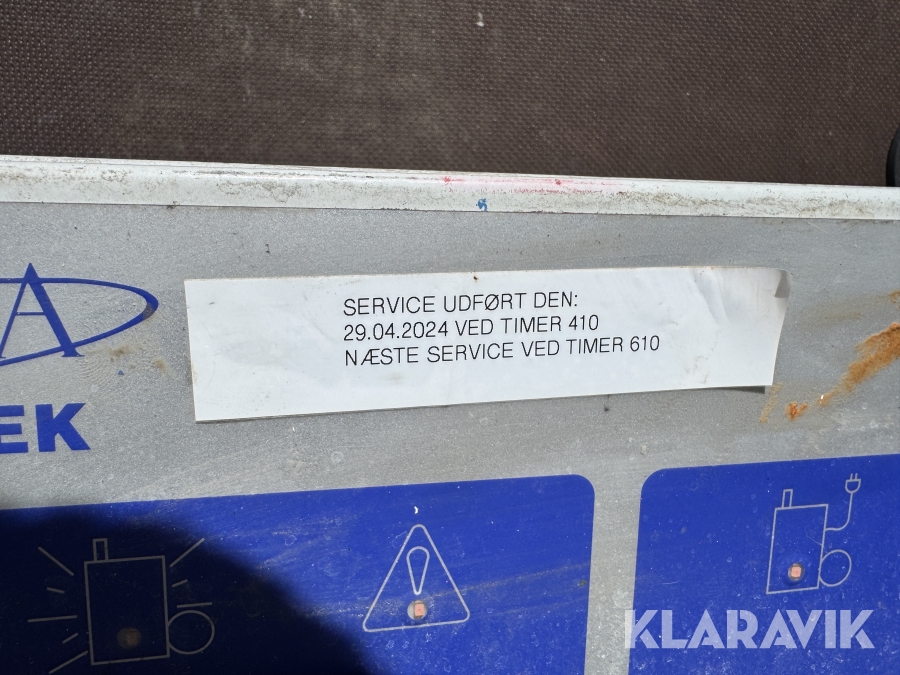 SERVICE UDFØRT DEN:
29.04.2024 VED TIMER 410
NÆSTE SERVICE VED TIMER 610
A
EK
KLARAVIK